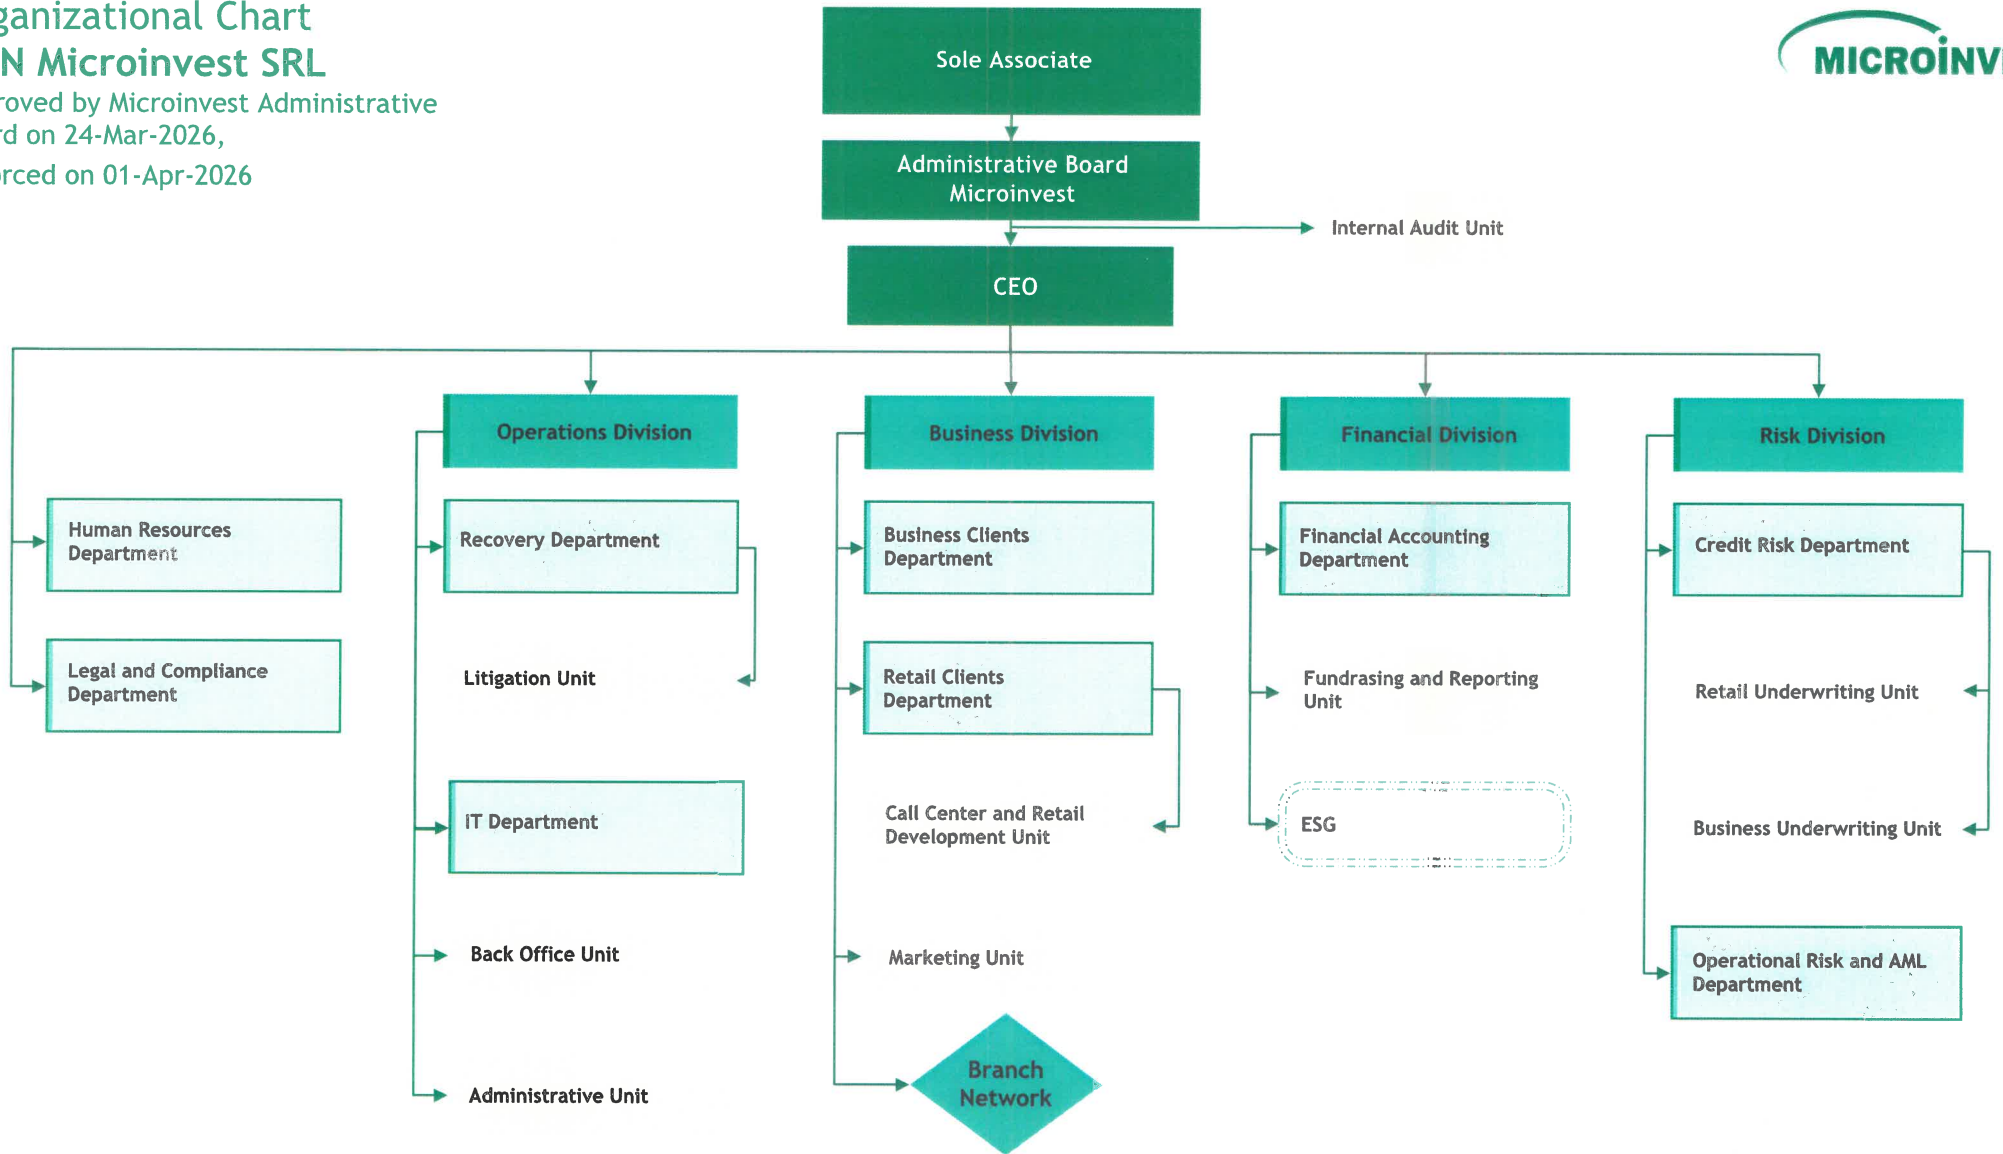 ganizational Chart
N Microinvest SRL
roved by Microinvest Administrative
rd on 24-Mar-2026,
orced on 01-Apr-2026
MICROINV
Sole Associate
Administrative Board
Microinvest
Internal Audit Unit
CEO
Operations Division
Business Division
Financial Division
Risk Division
Human Resources
Department
Legal and Compliance
Department
Recovery Department
Litigation Unit
IT Department
Back Office Unit
Administrative Unit
Business Clients
Department
Retail Clients
Department
Call Center and Retail
Development Unit
Marketing Unit
Branch
Network
Financial Accounting
Department
Fundrasing and Reporting
Unit
ESG
Credit Risk Department
Retail Underwriting Unit
Business Underwriting Unit
Operational Risk and AML
Department